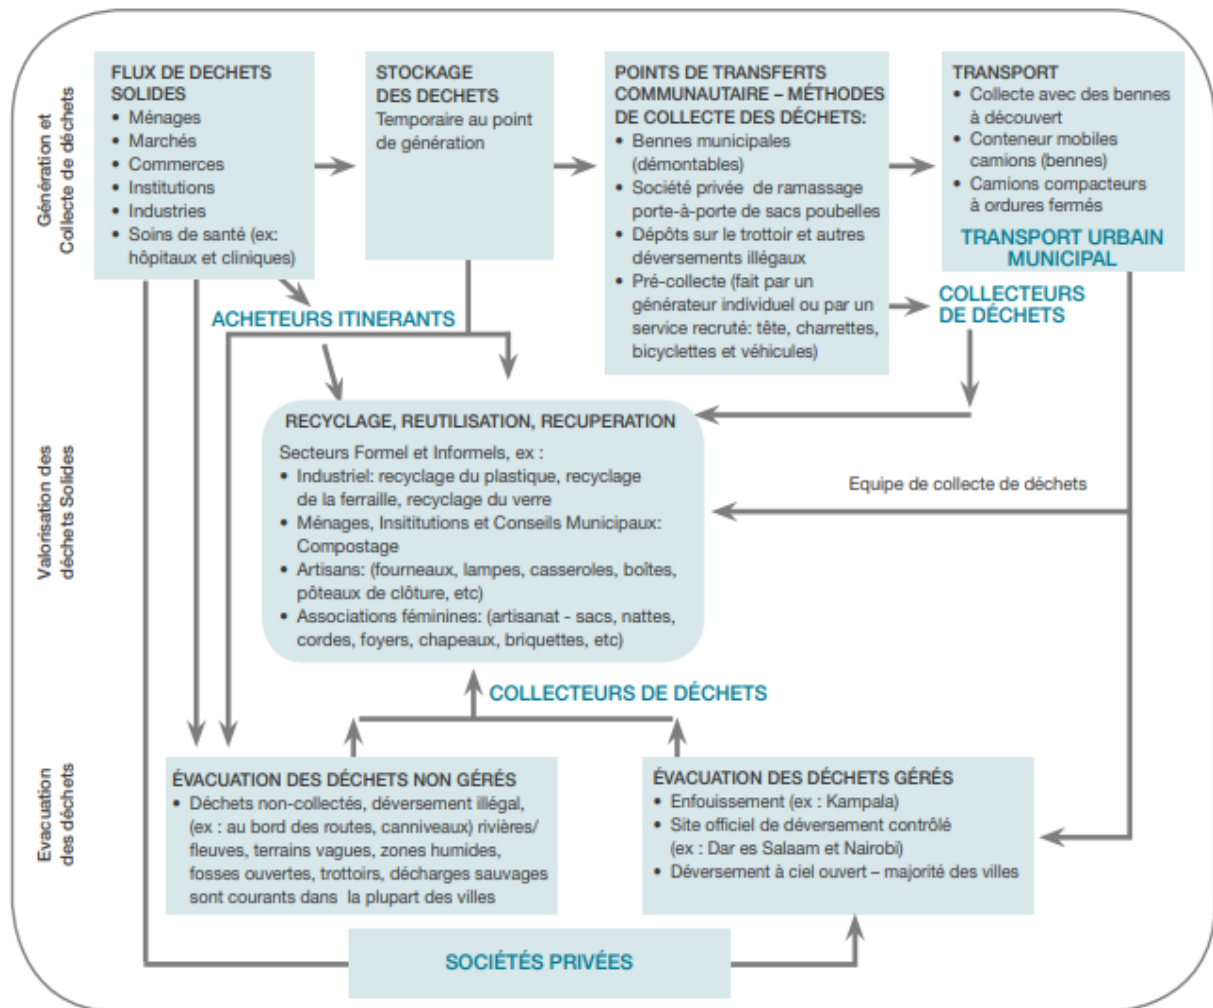 Génération et
Collecte de déchets
FLUX DE DECHETS
SOLIDES
• Ménages
• Marchés
• Commerces
• Institutions
• Industries
• Soins de santé (ex:
hôpitaux et cliniques)
STOCKAGE
DES DECHETS
Temporaire au point
de génération
POINTS DE TRANSFERTS
COMMUNAUTAIRE – MÉTHODES
DE COLLECTE DES DÉCHETS:
• Bennes municipales
(démontables)
• Société privée de ramassage
porte-à-porte de sacs poubelles
• Dépôts sur le trottoir et autres
déversements illégaux
• Pré-collecte (fait par un
générateur individuel ou par un
service recruté: tête, charrettes,
bicyclettes et véhicules)
TRANSPORT
• Collecte avec des bennes
à découvert
• Conteneur mobiles
camions (bennes)
• Camions compacteurs
à ordures fermés
TRANSPORT URBAIN
MUNICIPAL
ACHETEURS ITINERANTS
COLLECTEURS
DE DÉCHETS
Valorisation des
déchets Solides
RECYCLAGE, REUTILISATION, RECUPERATION
Secteurs Formel et Informels, ex :
• Industriel: recyclage du plastique, recyclage
de la ferraille, recyclage du verre
• Ménages, Insititutions et Conseils Municipaux:
Compostage
• Artisans: (fourneaux, lampes, casseroles, boîtes,
pôteaux de clôture, etc)
• Associations féminines: (artisanat - sacs, nattes,
cordes, foyers, chapeaux, briquettes, etc)
Equipe de collecte de déchets
COLLECTEURS DE DÉCHETS
Evacuation
des déchets
ÉVACUATION DES DÉCHETS NON GÉRÉS
• Déchets non-collectés, déversement illégal,
(ex : au bord des routes, canniveaux) rivières/
fleuves, terrains vagues, zones humides,
fosses ouvertes, trottoirs, décharges sauvages
sont courants dans la plupart des villes
ÉVACUATION DES DÉCHETS GÉRÉS
• Enfouissement (ex : Kampala)
• Site officiel de déversement contrôlé
(ex : Dar es Salaam et Nairobi)
• Déversement à ciel ouvert – majorité des villes
SOCIÉTÉS PRIVÉES